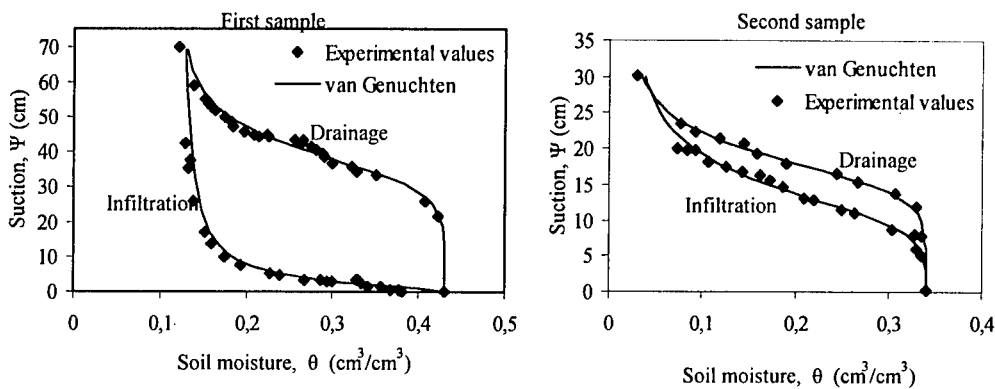 First sample
70
60
50
40
30
20
10
0
Suction, Ψ (cm)
Experimental values
van Genuchten
Drainage
Infiltration
0 0,1 0,2 0,3 0,4 0,5
Soil moisture, θ (cm³/cm³)
Second sample
35
30
25
20
15
10
5
0
Suction, Ψ (cm)
van Genuchten
Experimental values
Drainage
Infiltration
0 0,1 0,2 0,3 0,4
Soil moisture, θ (cm³/cm³)